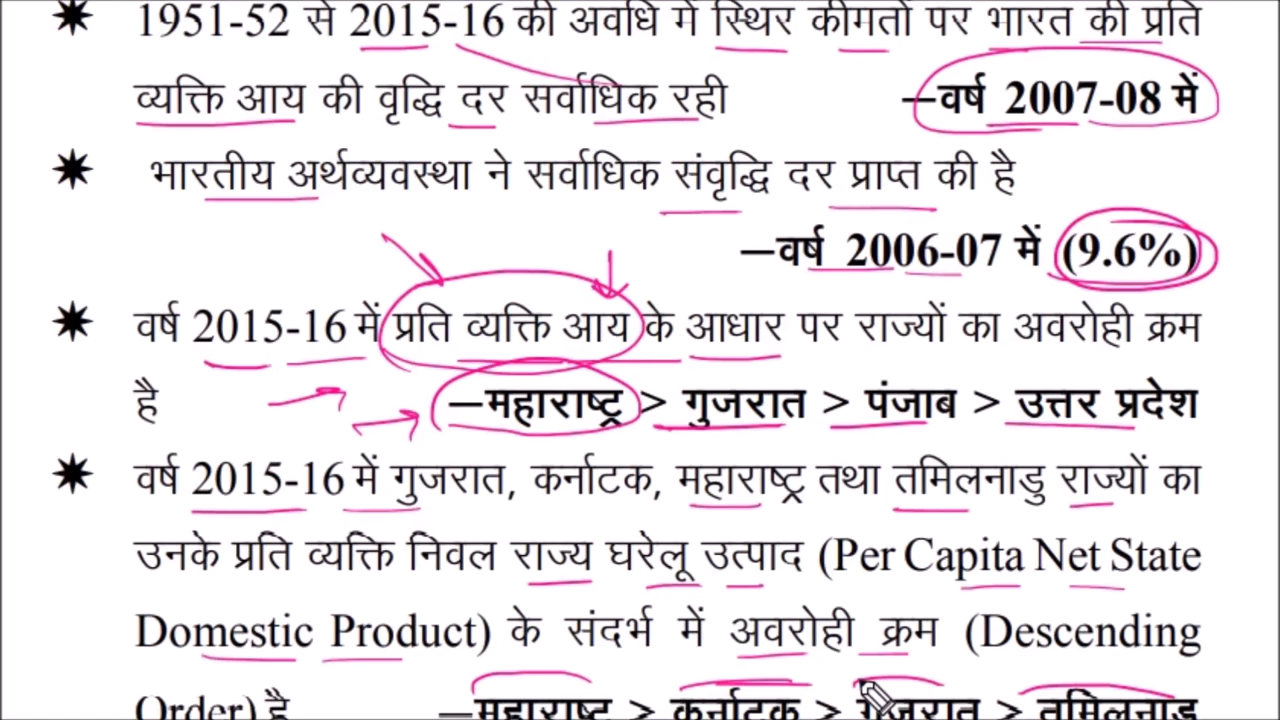 ✷ 1951-52 से 2015-16 की अवधि में स्थिर कीमतों पर भारत की प्रति
व्यक्ति आय की वृद्धि दर सर्वाधिक रही —वर्ष 2007-08 में
✷ भारतीय अर्थव्यवस्था ने सर्वाधिक संवृद्धि दर प्राप्त की है
—वर्ष 2006-07 में (9.6%)
✷ वर्ष 2015-16 में प्रति व्यक्ति आय के आधार पर राज्यों का अवरोही क्रम
है —महाराष्ट्र > गुजरात > पंजाब > उत्तर प्रदेश
✷ वर्ष 2015-16 में गुजरात, कर्नाटक, महाराष्ट्र तथा तमिलनाडु राज्यों का
उनके प्रति व्यक्ति निवल राज्य घरेलू उत्पाद (Per Capita Net State
Domestic Product) के संदर्भ में अवरोही क्रम (Descending
Order) है —महाराष्ट्र > कर्नाटक > गुजरात > तमिलनाडु